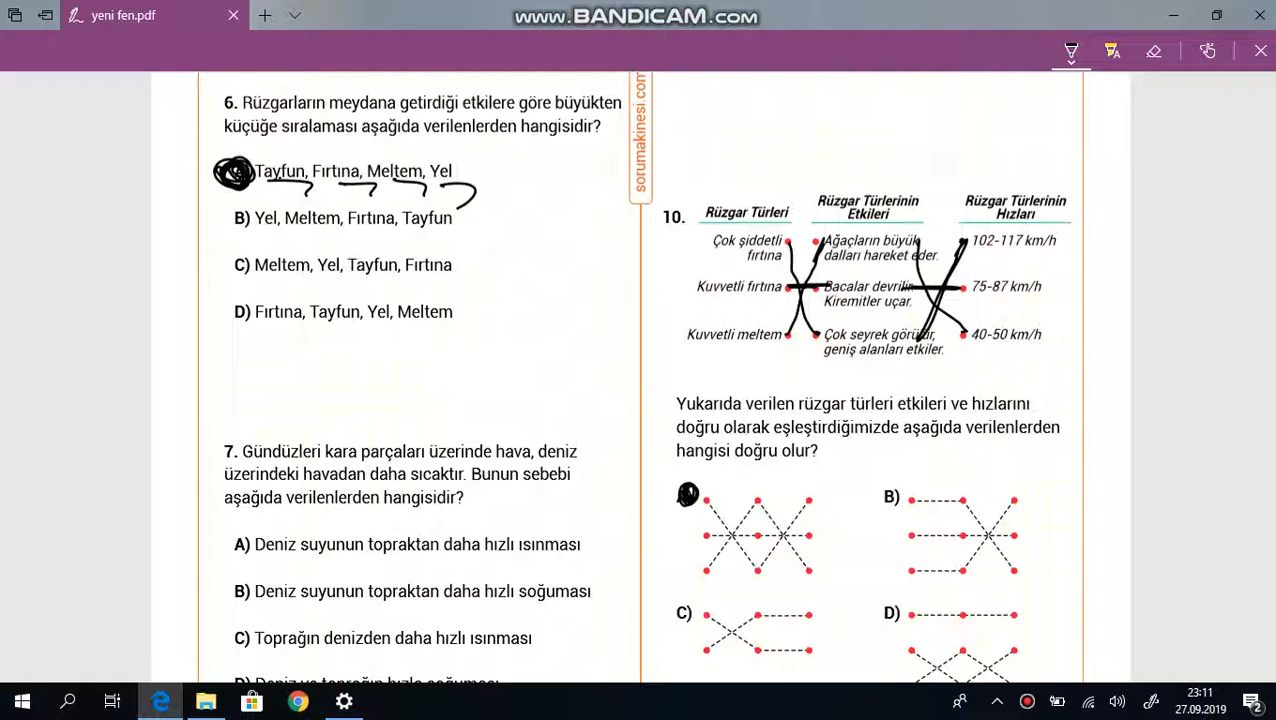 yeni fen.pdf
www.BANDICAM.com
6. Rüzgarların meydana getirdiği etkilere göre büyükten
küçüğe sıralaması aşağıda verilenlerden hangisidir?
Tayfun, Fırtına, Meltem, Yel
B) Yel, Meltem, Fırtına, Tayfun
C) Meltem, Yel, Tayfun, Fırtına
D) Fırtına, Tayfun, Yel, Meltem
7. Gündüzleri kara parçaları üzerinde hava, deniz
üzerindeki havadan daha sıcaktır. Bunun sebebi
aşağıda verilenlerden hangisidir?
A) Deniz suyunun topraktan daha hızlı ısınması
B) Deniz suyunun topraktan daha hızlı soğuması
C) Toprağın denizden daha hızlı ısınması
D) Deniz ve toprağın hızla soğuması
sorumakinesi.com
10. Rüzgar Türleri
Rüzgar Türlerinin
Etkileri
Rüzgar Türlerinin
Hızları
Çok şiddetli
fırtına
Ağaçların büyük
dalları hareket eder.
102-117 km/h
Kuvvetli fırtına
Bacalar devrilir.
Kiremitler uçar.
75-87 km/h
Kuvvetli meltem
Çok seyrek görülür,
geniş alanları etkiler.
40-50 km/h
Yukarıda verilen rüzgar türleri etkileri ve hızlarını
doğru olarak eşleştirdiğimizde aşağıda verilenlerden
hangisi doğru olur?
B)
C)
D)
23:11
27.09.2019
2